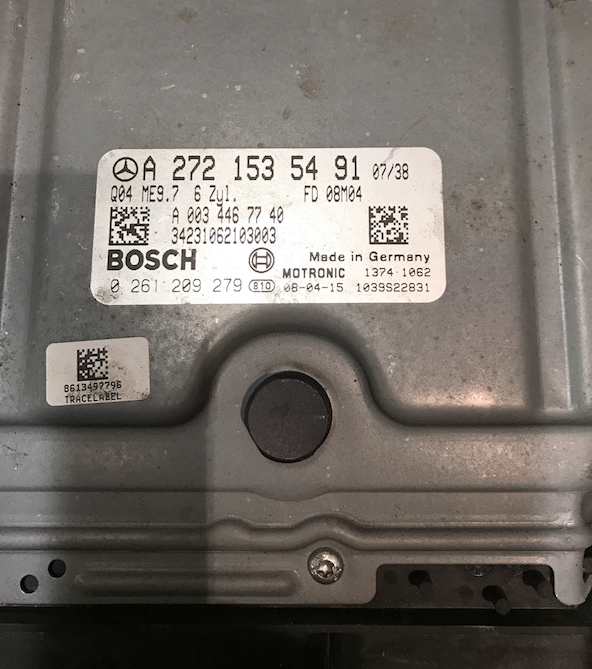 A 272 153 54 91 07/38
Q04 ME9.7 6 Zyl. FD 08M04
A 003 446 77 40
34231062103003
BOSCH Made in Germany
MOTRONIC 1374 1062
0 261 209 279 810 08-04-15 1039S22831
8613497796
TRACELABEL